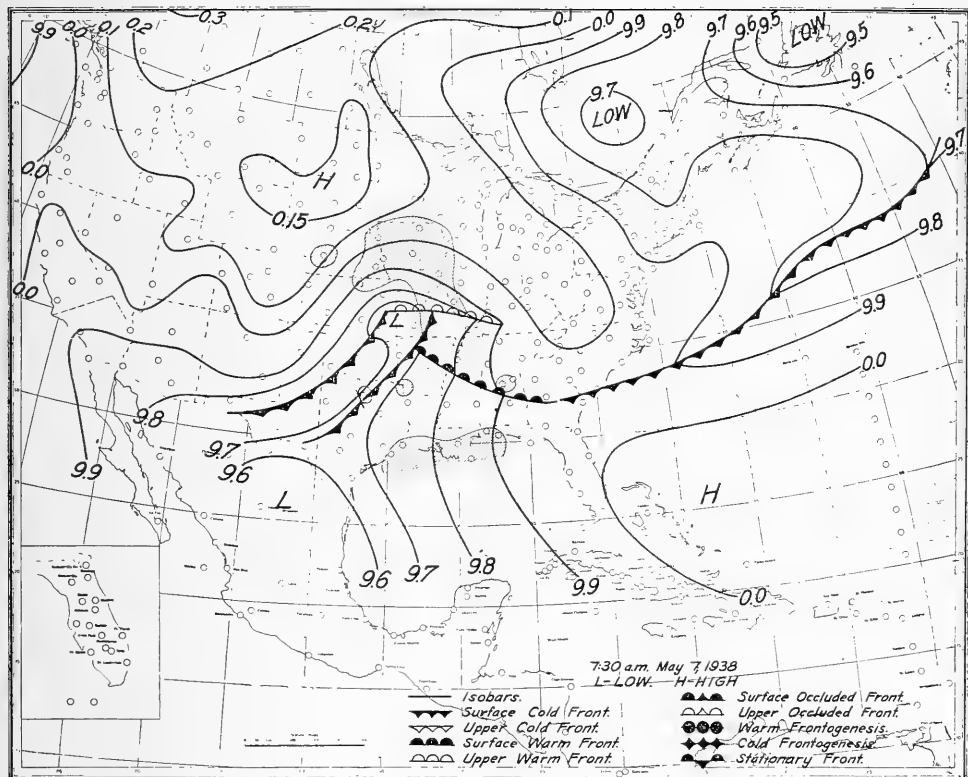 9.9 0.0 0.1 0.2 0.3 0.2 0.1 0.0 9.9 9.8 9.7 9.6 9.5 LOW 9.5
9.6
9.7
LOW
9.7
0.0
H
0.15
9.8
0.0
9.9
L
0.0
9.8
9.7
9.9
9.6
L
H
9.6 9.7 9.8
9.9
0.0
7:30 a.m. May 7, 1938
L-LOW. H-HIGH
Isobars.
Surface Cold Front.
Upper Cold Front.
Surface Warm Front.
Upper Warm Front.
Surface Occluded Front.
Upper Occluded Front.
Warm Frontogenesis.
Cold Frontogenesis.
Stationary Front.